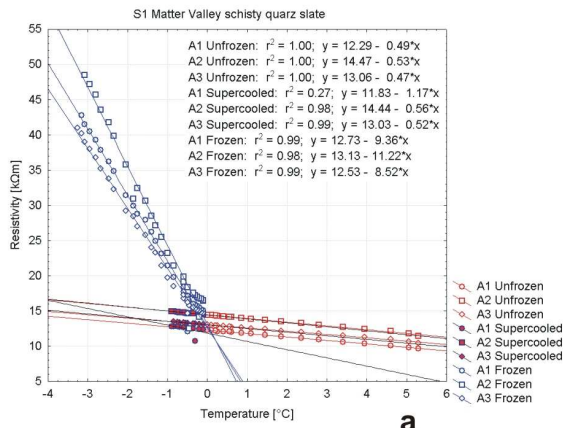 S1 Matter Valley schisty quarz slate
A1 Unfrozen: r² = 1.00; y = 12.29 - 0.49*x
A2 Unfrozen: r² = 1.00; y = 14.47 - 0.53*x
A3 Unfrozen: r² = 1.00; y = 13.06 - 0.47*x
A1 Supercooled: r² = 0.27; y = 11.83 - 1.17*x
A2 Supercooled: r² = 0.98; y = 14.44 - 0.56*x
A3 Supercooled: r² = 0.99; y = 13.03 - 0.52*x
A1 Frozen: r² = 0.99; y = 12.73 - 9.36*x
A2 Frozen: r² = 0.98; y = 13.13 - 11.22*x
A3 Frozen: r² = 0.99; y = 12.53 - 8.52*x
Resistivity [kΩm]
55
50
45
40
35
30
25
20
15
10
5
-4 -3 -2 -1 0 1 2 3 4 5 6
Temperature [°C]
a
A1 Unfrozen
A2 Unfrozen
A3 Unfrozen
A1 Supercooled
A2 Supercooled
A3 Supercooled
A1 Frozen
A2 Frozen
A3 Frozen